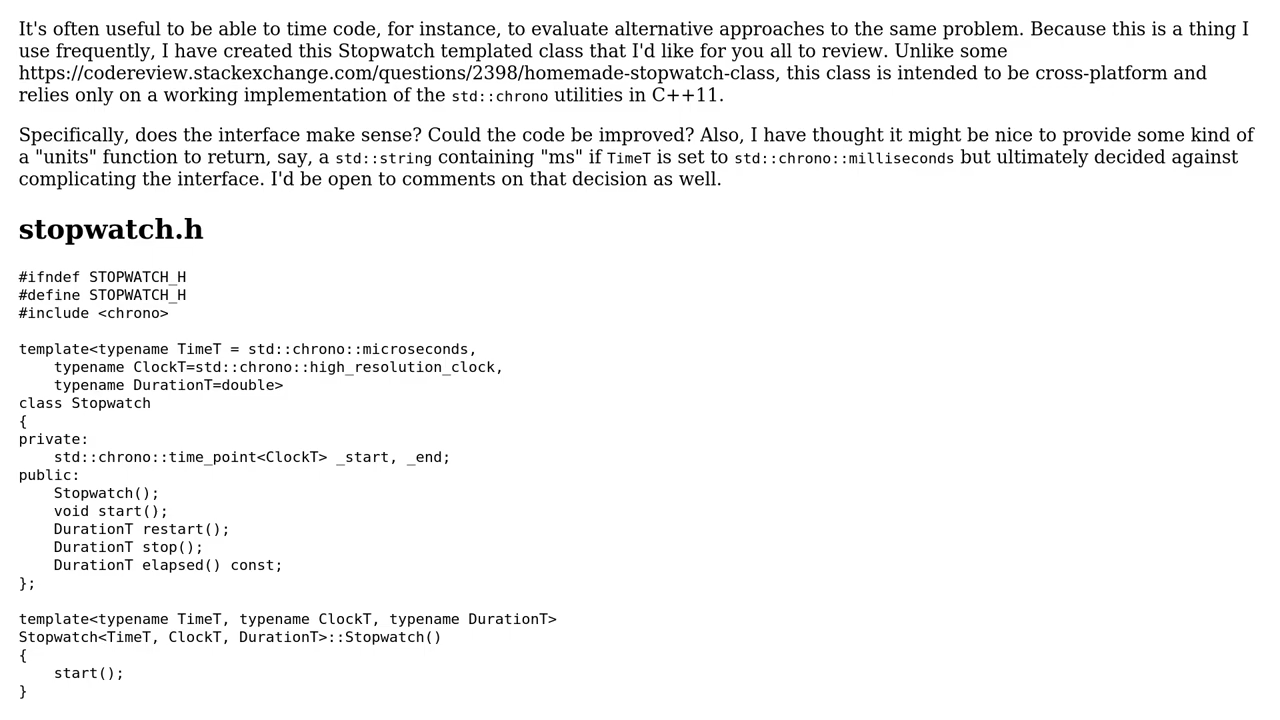 It's often useful to be able to time code, for instance, to evaluate alternative approaches to the same problem. Because this is a thing I
use frequently, I have created this Stopwatch templated class that I'd like for you all to review. Unlike some
https://codereview.stackexchange.com/questions/2398/homemade-stopwatch-class, this class is intended to be cross-platform and
relies only on a working implementation of the std::chrono utilities in C++11.
Specifically, does the interface make sense? Could the code be improved? Also, I have thought it might be nice to provide some kind of
a "units" function to return, say, a std::string containing "ms" if TimeT is set to std::chrono::milliseconds but ultimately decided against
complicating the interface. I'd be open to comments on that decision as well.
stopwatch.h
#ifndef STOPWATCH_H
#define STOPWATCH_H
#include <chrono>
template<typename TimeT = std::chrono::microseconds,
    typename ClockT=std::chrono::high_resolution_clock,
    typename DurationT=double>
class Stopwatch
{
private:
    std::chrono::time_point<ClockT> _start, _end;
public:
    Stopwatch();
    void start();
    DurationT restart();
    DurationT stop();
    DurationT elapsed() const;
};
template<typename TimeT, typename ClockT, typename DurationT>
Stopwatch<TimeT, ClockT, DurationT>::Stopwatch()
{
    start();
}